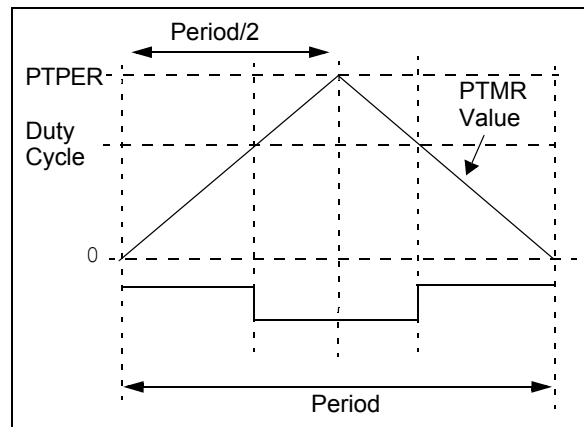 Period/2
PTPER
PTMR
Value
Duty
Cycle
0
Period